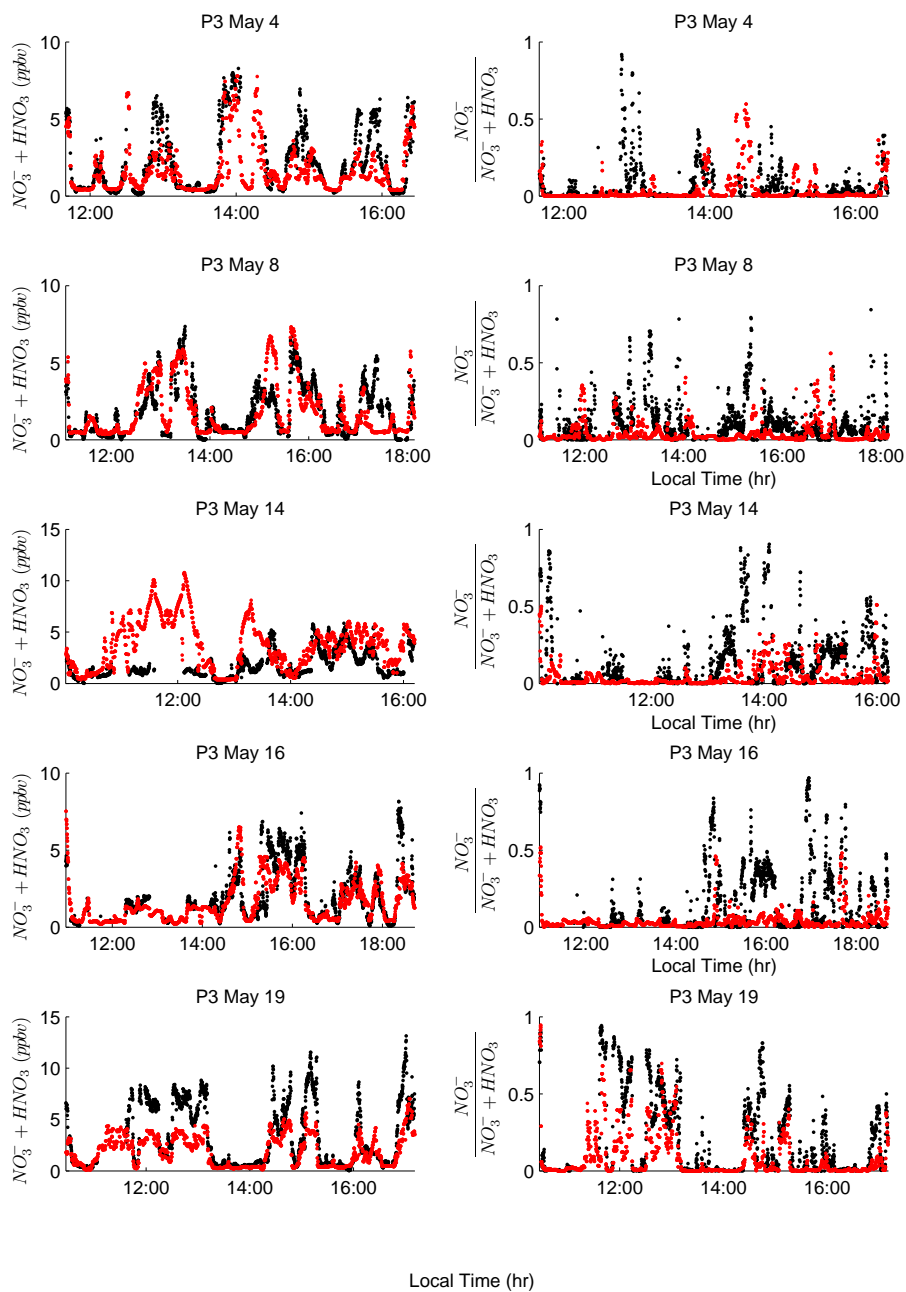 P3 May 4
P3 May 4
NO₃⁻ + HNO₃ (ppbv)
10
5
0
12:00 14:00 16:00
NO₃⁻
NO₃⁻ + HNO₃
1
0.5
0
12:00 14:00 16:00
P3 May 8
P3 May 8
NO₃⁻ + HNO₃ (ppbv)
10
5
0
12:00 14:00 16:00 18:00
NO₃⁻
NO₃⁻ + HNO₃
1
0.5
0
12:00 14:00 16:00 18:00
Local Time (hr)
P3 May 14
P3 May 14
NO₃⁻ + HNO₃ (ppbv)
15
10
5
0
12:00 14:00 16:00
NO₃⁻
NO₃⁻ + HNO₃
1
0.5
0
12:00 14:00 16:00
Local Time (hr)
P3 May 16
P3 May 16
NO₃⁻ + HNO₃ (ppbv)
10
5
0
12:00 14:00 16:00 18:00
NO₃⁻
NO₃⁻ + HNO₃
1
0.5
0
12:00 14:00 16:00 18:00
Local Time (hr)
P3 May 19
P3 May 19
NO₃⁻ + HNO₃ (ppbv)
15
10
5
0
12:00 14:00 16:00
NO₃⁻
NO₃⁻ + HNO₃
1
0.5
0
12:00 14:00 16:00
Local Time (hr)